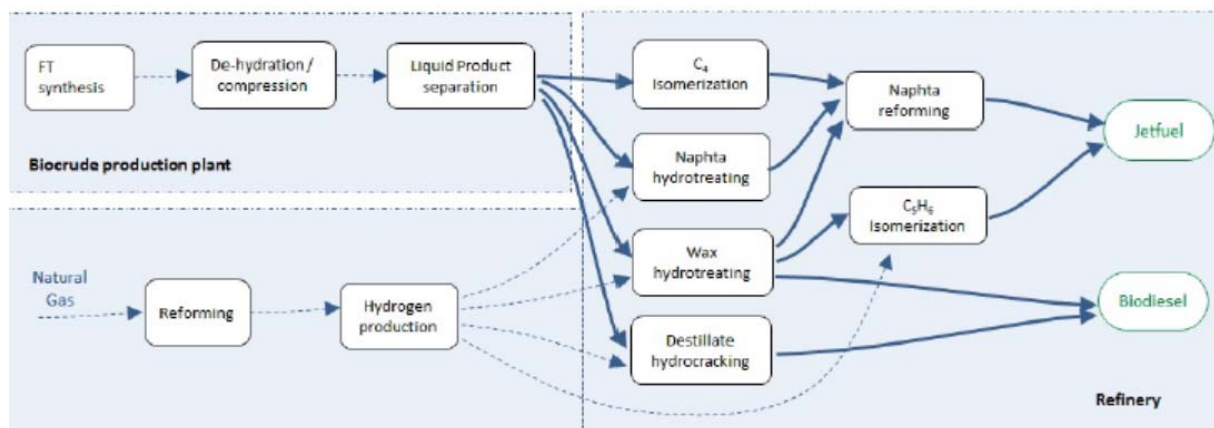 FT
synthesis
De-hydration /
compression
Liquid Product
separation
C₄
Isomerization
Naphta
reforming
Jetfuel
Naphta
hydrotreating
Biocrude production plant
C₅H₆
Isomerization
Wax
hydrotreating
Natural
Gas
Reforming
Hydrogen
production
Biodiesel
Destillate
hydrocracking
Refinery